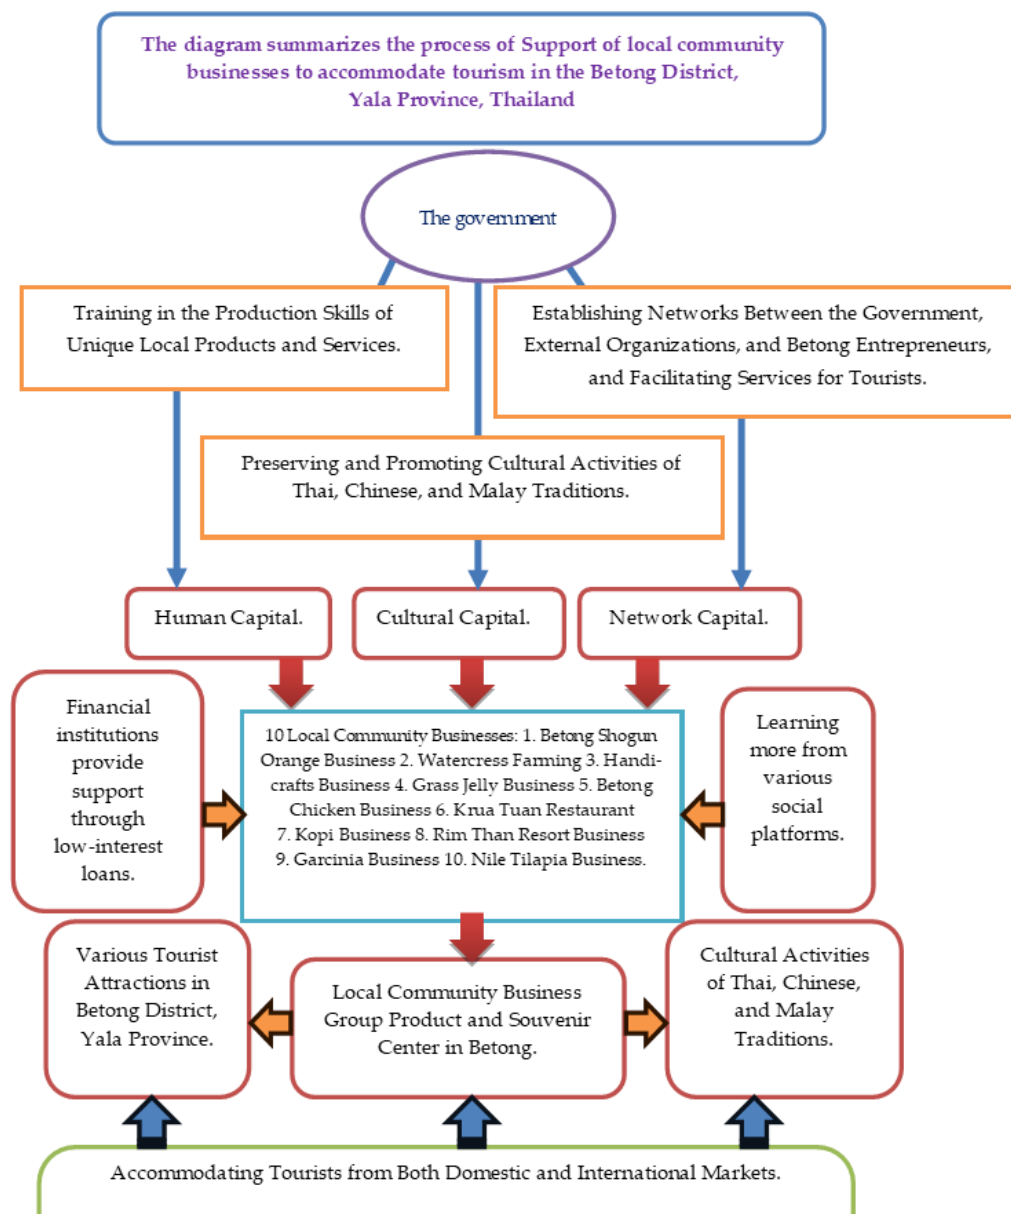 The diagram summarizes the process of Support of local community
businesses to accommodate tourism in the Betong District,
Yala Province, Thailand
The government
Training in the Production Skills of
Unique Local Products and Services.
Establishing Networks Between the Government,
External Organizations, and Betong Entrepreneurs,
and Facilitating Services for Tourists.
Preserving and Promoting Cultural Activities of
Thai, Chinese, and Malay Traditions.
Human Capital.
Cultural Capital.
Network Capital.
Financial
institutions
provide
support
through
low-interest
loans.
10 Local Community Businesses: 1. Betong Shogun
Orange Business 2. Watercress Farming 3. Handi-
crafts Business 4. Grass Jelly Business 5. Betong
Chicken Business 6. Krua Tuan Restaurant
7. Kopi Business 8. Rim Than Resort Business
9. Garcinia Business 10. Nile Tilapia Business.
Learning
more from
various
social
platforms.
Various Tourist
Attractions in
Betong District,
Yala Province.
Local Community Business
Group Product and Souvenir
Center in Betong.
Cultural Activities
of Thai, Chinese,
and Malay
Traditions.
Accommodating Tourists from Both Domestic and International Markets.